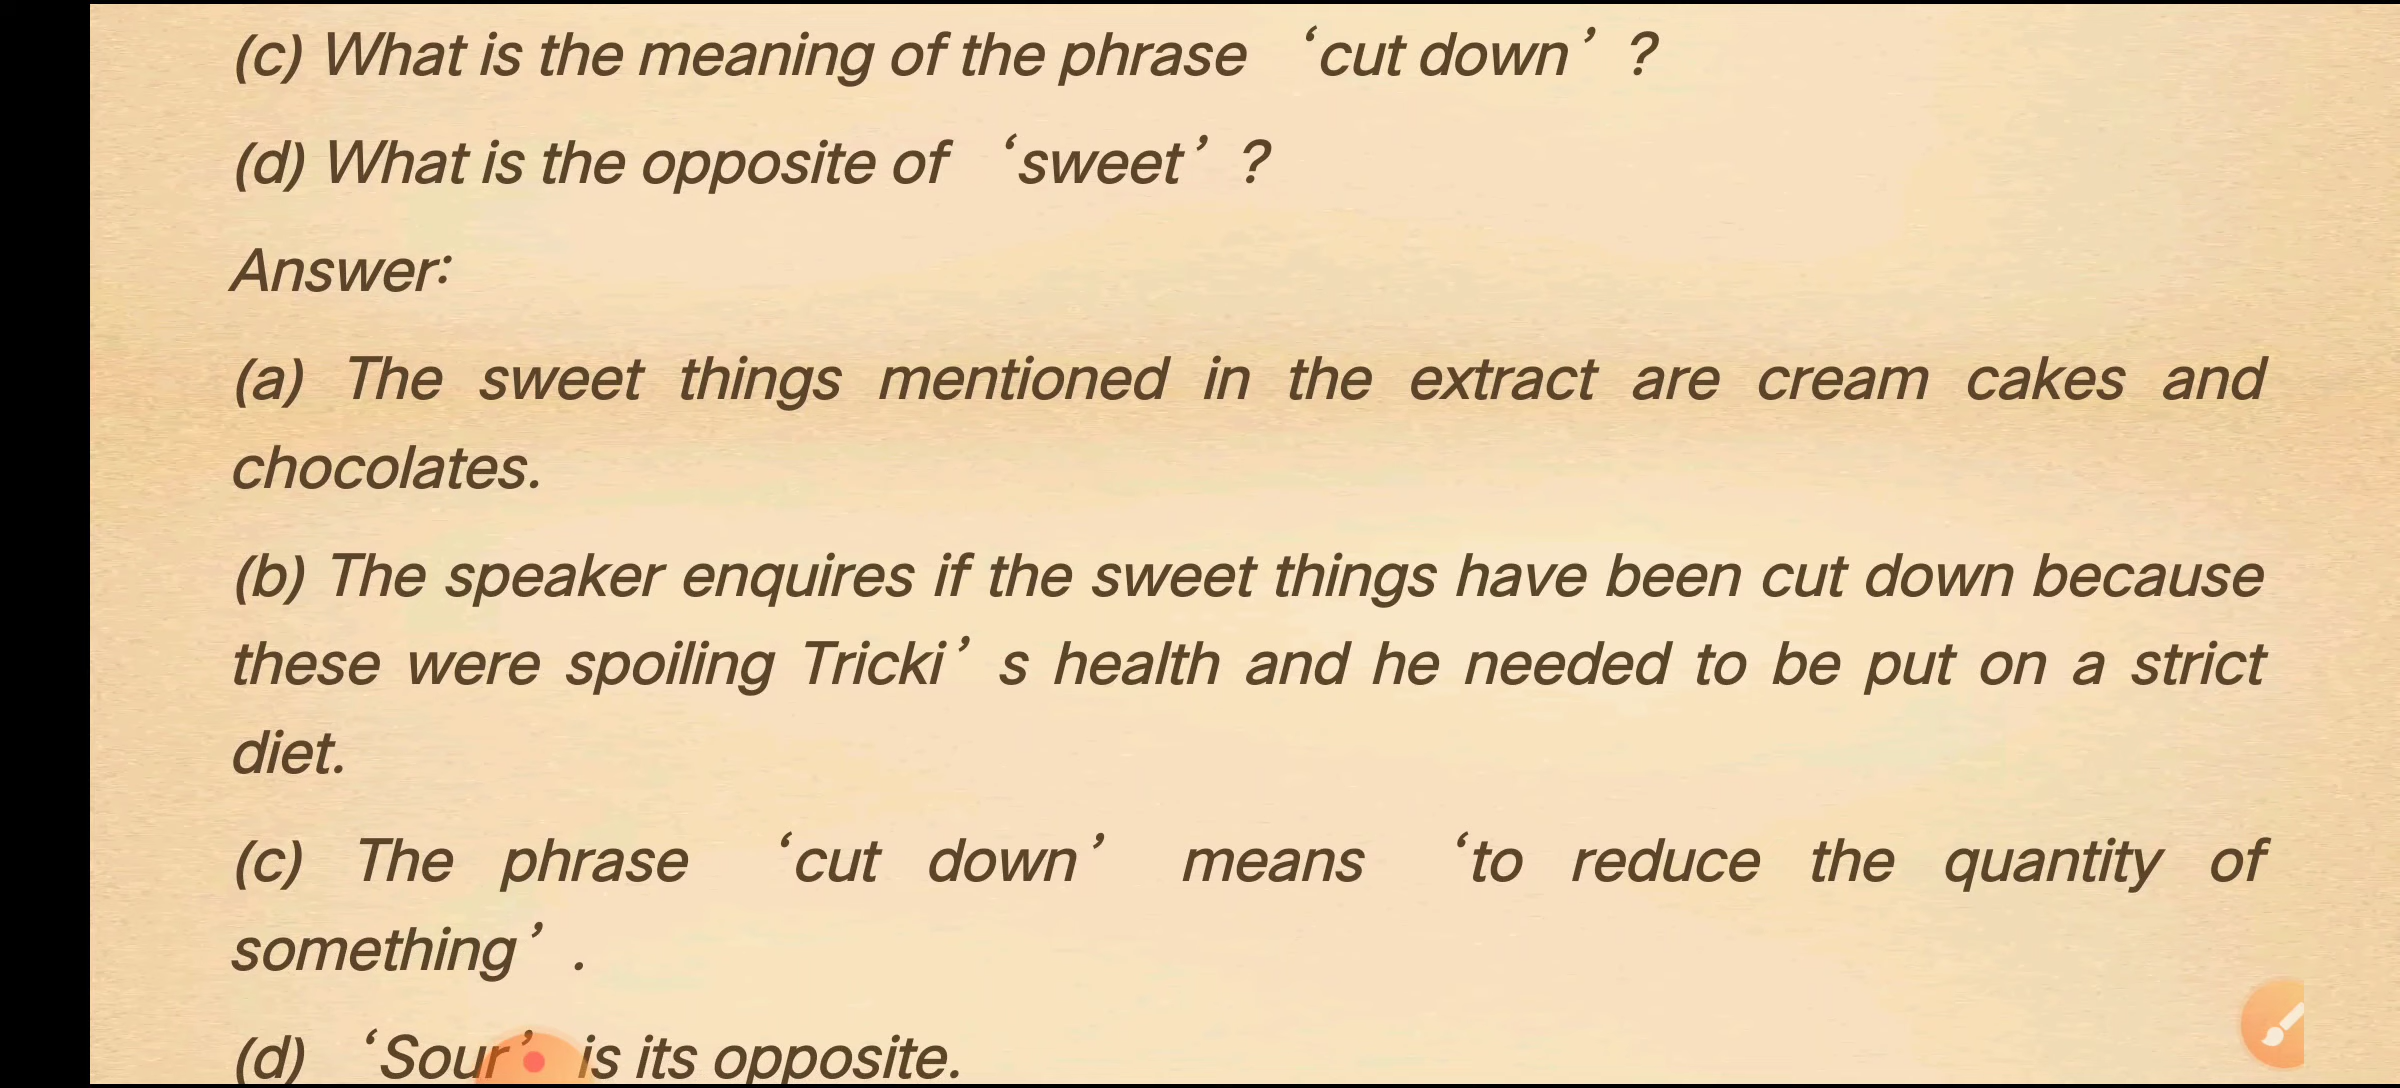 (c) What is the meaning of the phrase ‘cut down’ ?
(d) What is the opposite of ‘sweet’ ?
Answer:
(a) The sweet things mentioned in the extract are cream cakes and
chocolates.
(b) The speaker enquires if the sweet things have been cut down because
these were spoiling Tricki’ s health and he needed to be put on a strict
diet.
(c) The phrase ‘cut down’ means ‘to reduce the quantity of
something’ .
(d) ‘Sour’ is its opposite.